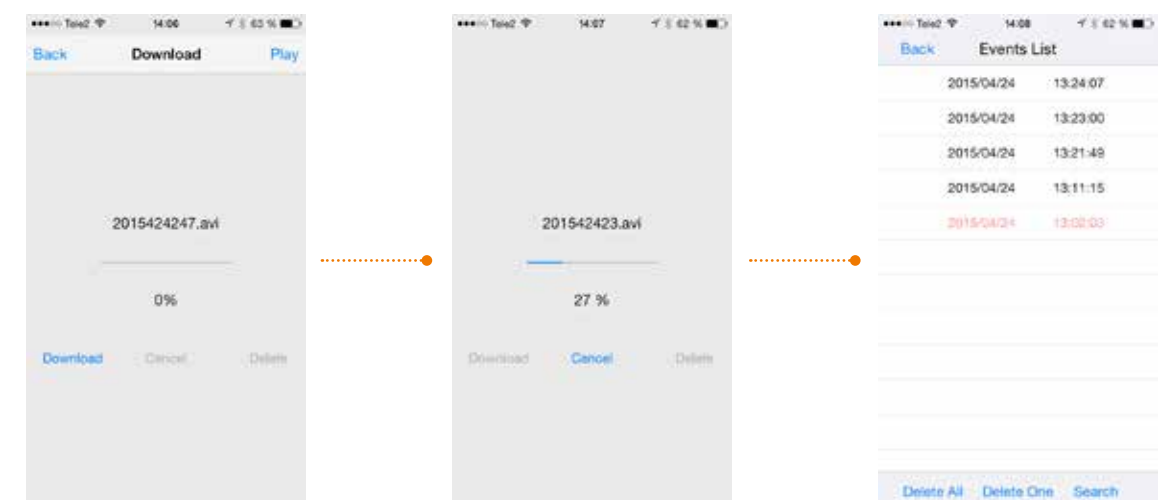 Tele2 14:06 63 %
Back Download Play
2015424247.avi
0%
Download Cancel Delete
Tele2 14:07 62 %
201542423.avi
27 %
Download Cancel Delete
Tele2 14:08 62 %
Back Events List
2015/04/24 13:24:07
2015/04/24 13:23:00
2015/04/24 13:21:49
2015/04/24 13:11:15
2015/04/24 13:02:03
Delete All Delete One Search